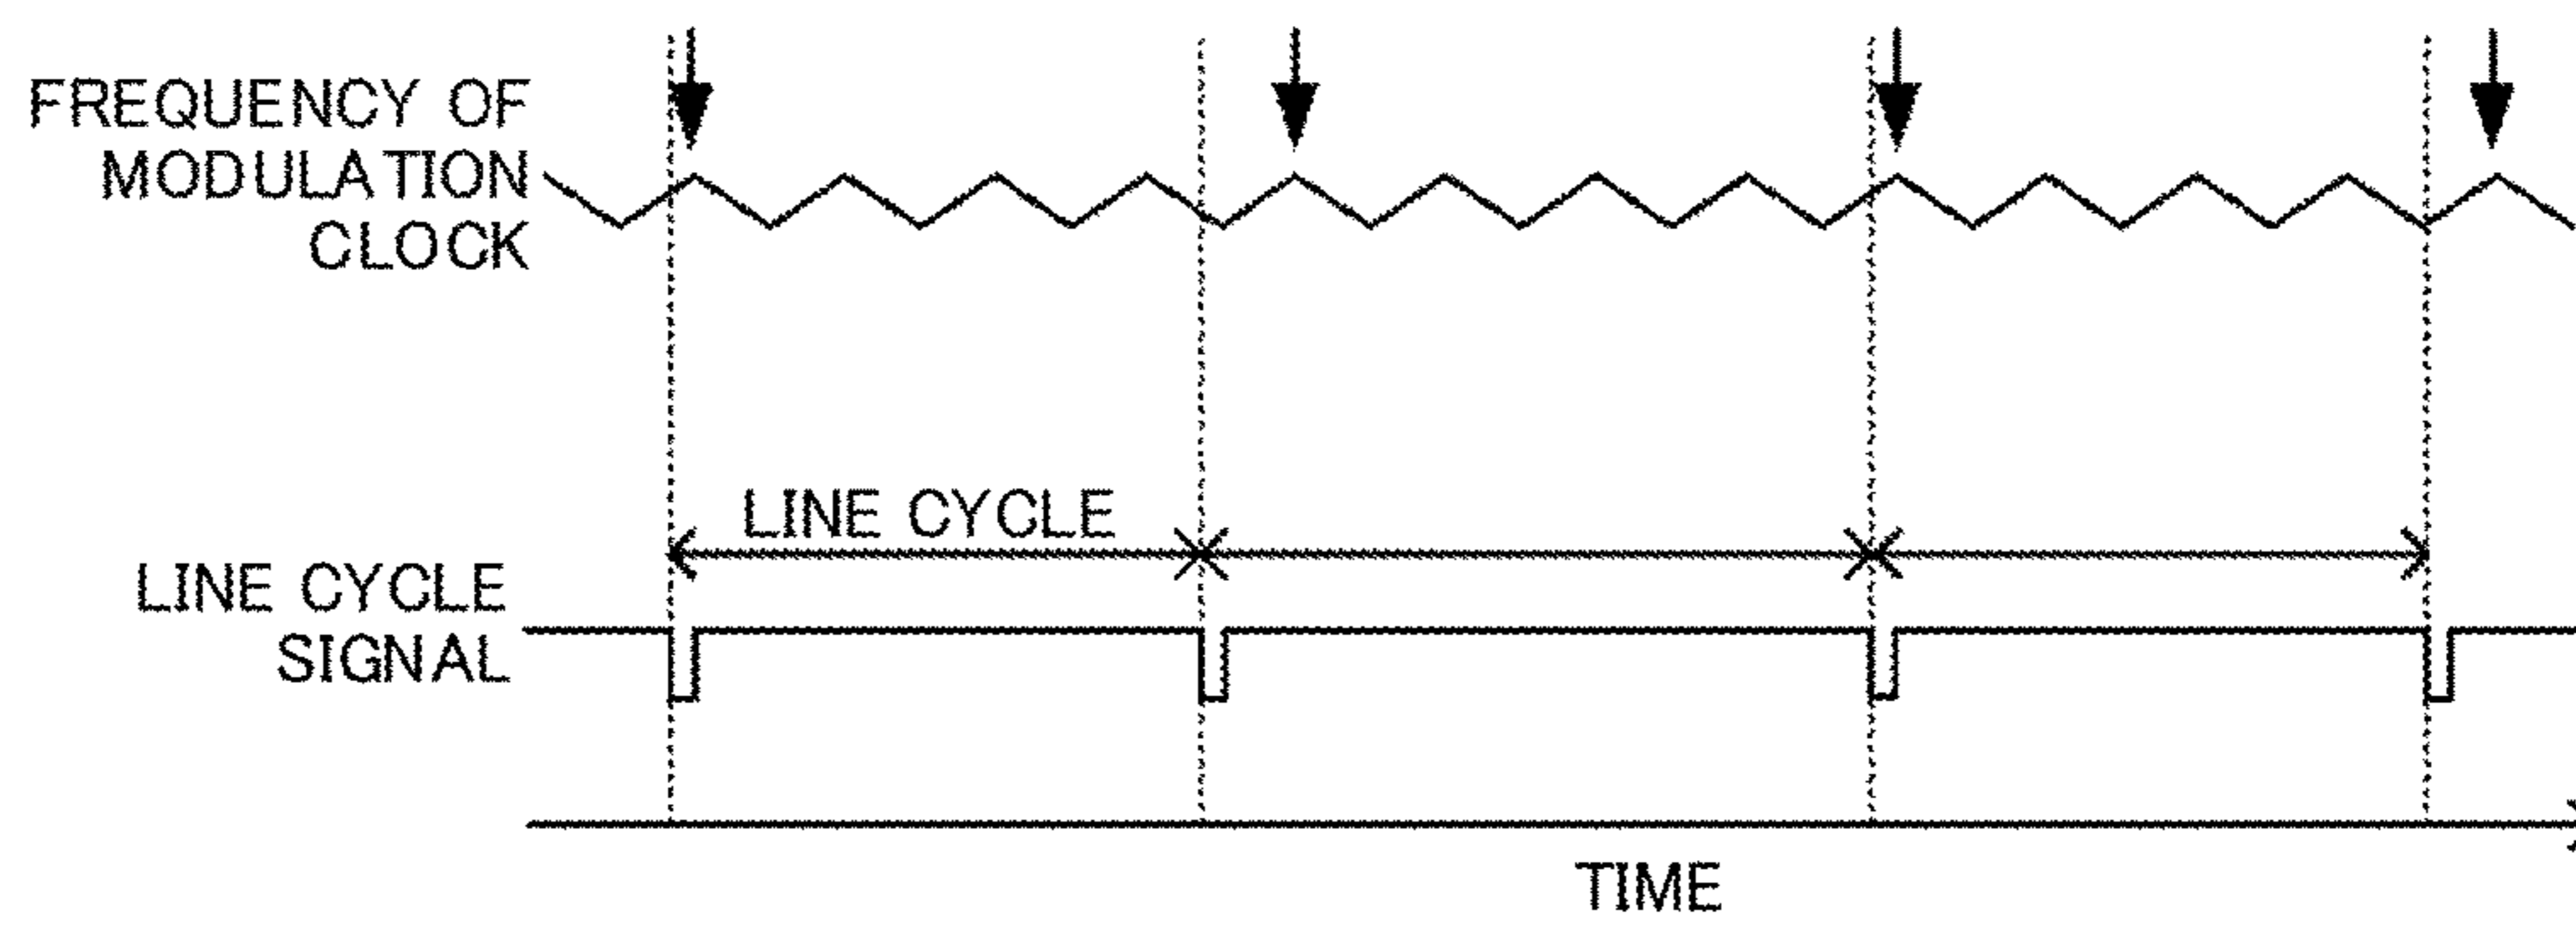 FREQUENCY OF
MODULATION
CLOCK
LINE CYCLE
LINE CYCLE
SIGNAL
TIME